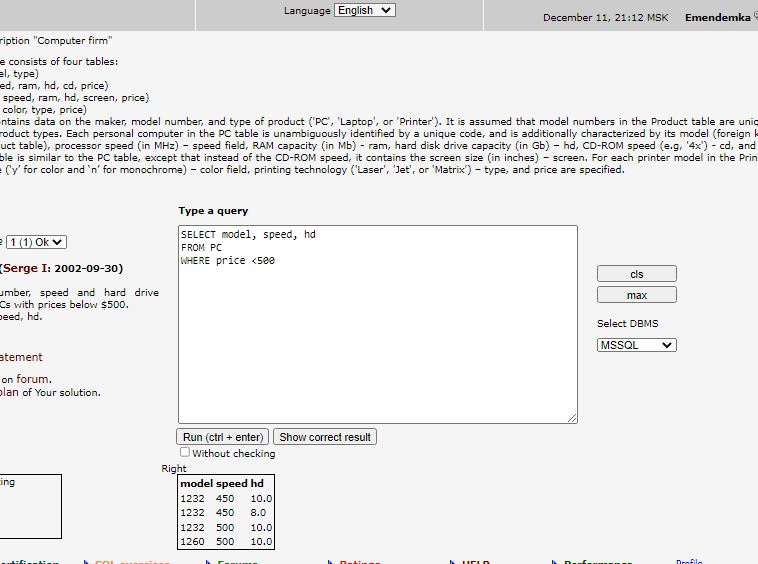 Language English
December 11, 21:12 MSK Emendemka
ription "Computer firm"
e consists of four tables:
el, type)
ed, ram, hd, cd, price)
speed, ram, hd, screen, price)
color, type, price)
ntains data on the maker, model number, and type of product ('PC', 'Laptop', or 'Printer'). It is assumed that model numbers in the Product table are uniq
roduct types. Each personal computer in the PC table is unambiguously identified by a unique code, and is additionally characterized by its model (foreign k
uct table), processor speed (in MHz) – speed field, RAM capacity (in Mb) - ram, hard disk drive capacity (in Gb) – hd, CD-ROM speed (e.g, '4x') - cd, and
ble is similar to the PC table, except that instead of the CD-ROM speed, it contains the screen size (in inches) – screen. For each printer model in the Prin
e ('y' for color and 'n' for monochrome) – color field, printing technology ('Laser', 'Jet', or 'Matrix') – type, and price are specified.
Type a query
e 1 (1) Ok
(Serge I: 2002-09-30)
umber, speed and hard drive
Cs with prices below $500.
peed, hd.
atement
on forum.
plan of Your solution.
SELECT model, speed, hd
FROM PC
WHERE price <500
cls
max
Select DBMS
MSSQL
Run (ctrl + enter) Show correct result
Without checking
Right
ing
model speed hd
1232 450 10.0
1232 450 8.0
1232 500 10.0
1260 500 10.0
ertification SQL exercises Forums Ratings HELP Performance Profile